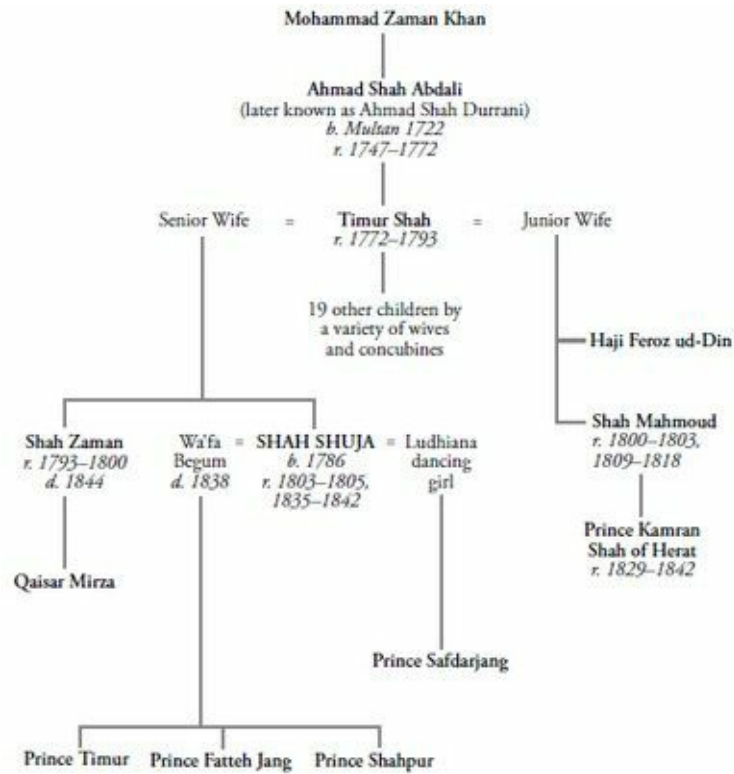 Mohammad Zaman Khan
Ahmad Shah Abdali
(later known as Ahmad Shah Durrani)
b. Multan 1722
r. 1747–1772
Senior Wife = Timur Shah = Junior Wife
r. 1772–1793
19 other children by
a variety of wives
and concubines
Haji Feroz ud-Din
Shah Zaman
r. 1793–1800
d. 1844
Wa'fa
Begum
d. 1838
= SHAH SHUJA =
b. 1786
r. 1803–1805,
1835–1842
Ludhiana
dancing
girl
Shah Mahmoud
r. 1800–1803,
1809–1818
Prince Kamran
Shah of Herat
r. 1829–1842
Qaisar Mirza
Prince Safdarjang
Prince Timur Prince Fatteh Jang Prince Shahpur